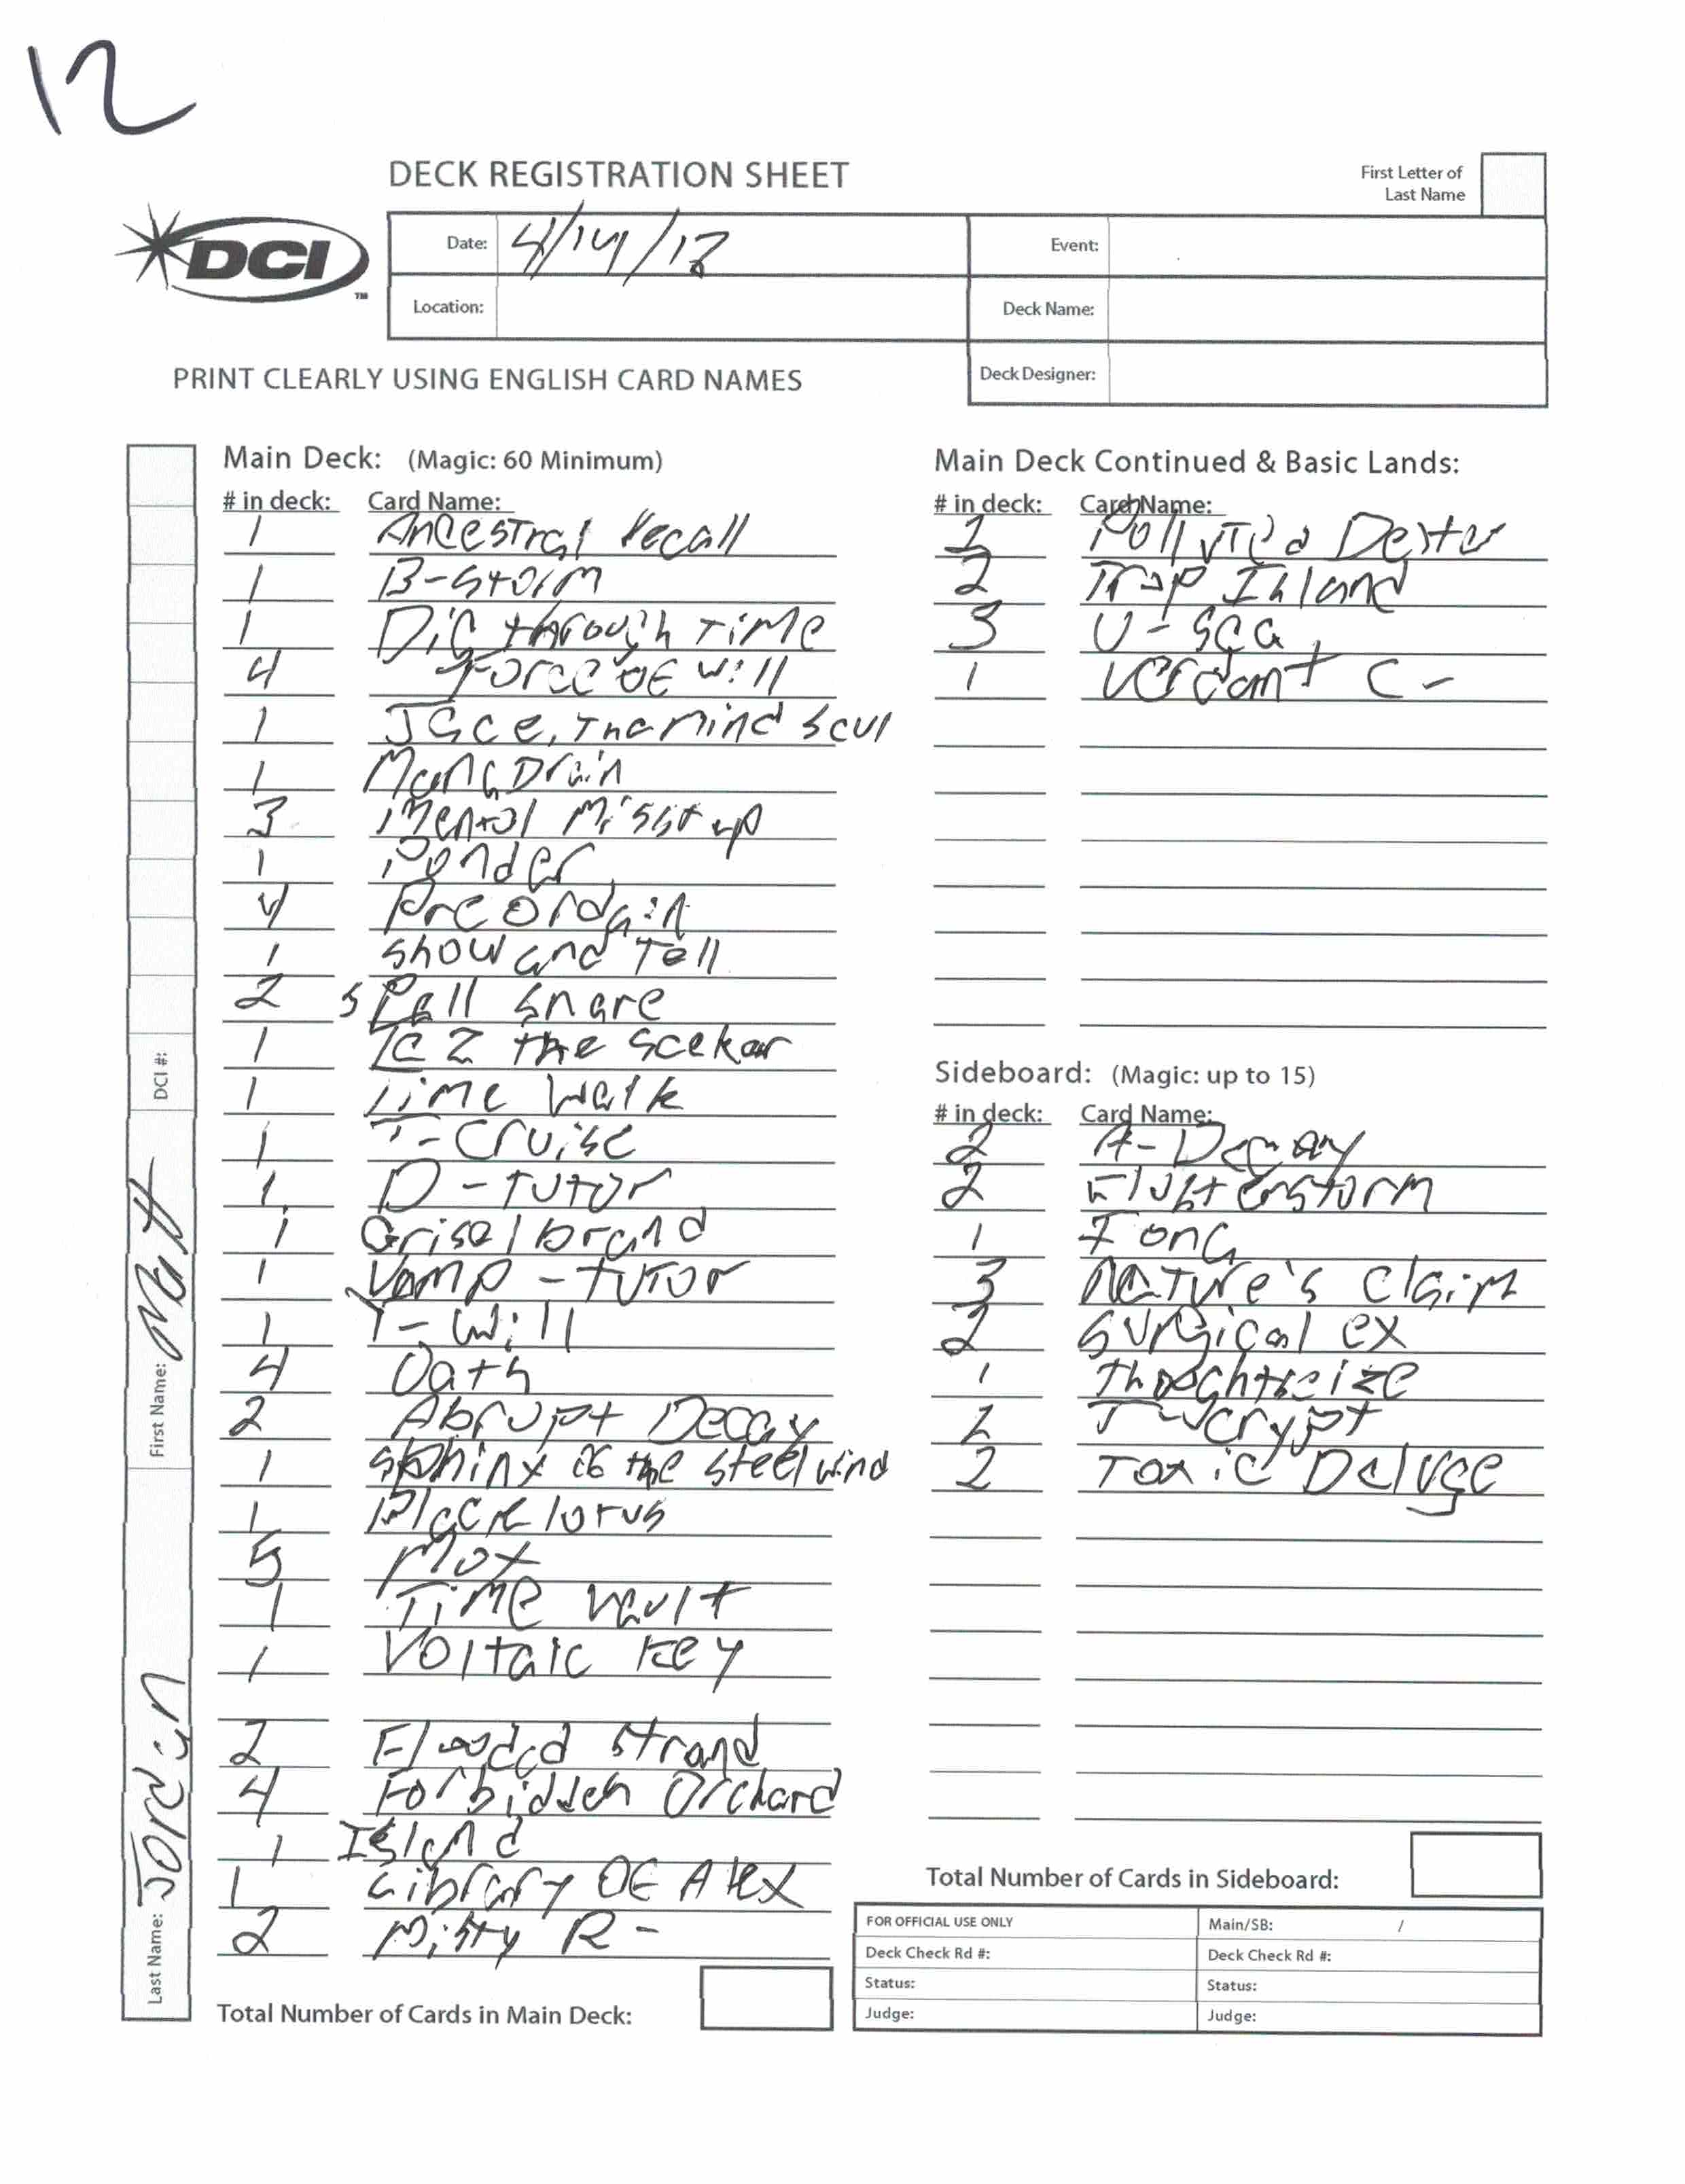 12
DECK REGISTRATION SHEET
First Letter of
Last Name
DCI
TM
Date: 4/14/18
Event:
Location:
Deck Name:
PRINT CLEARLY USING ENGLISH CARD NAMES
Deck Designer:
Main Deck: (Magic: 60 Minimum)
# in deck: Card Name:
1 Ancestral recall
1 B-storm
1 Dig through Time
4 Force of will
1 Jace, The mind Scul
1 Mana Drain
3 Mental Misstep
1 Ponder
4 Preordain
1 Show and Tell
2 Spell Snare
1 Tez the Seeker
1 Time Walk
1 T-Cruise
1 D-tutor
1 Griselbrand
1 Vamp-tutor
1 Y-will
4 Oath
2 Abrupt Decay
1 Sphinx of the steel wind
1 Black lotus
5 Mox
1 Time vault
1 Voltaic Key
2 Flooded strand
4 Forbidden Orchard
1 Island
1 Library OF Alex
2 Misty R-
Total Number of Cards in Main Deck:
Main Deck Continued & Basic Lands:
# in deck: Card Name:
Polluted Delta
2 Trop Island
3 U-Sea
1 Verdant C-
Sideboard: (Magic: up to 15)
# in deck: Card Name:
2 A-Decay
2 Flusterstorm
1
3 Nature's Claim
2 Surgical ex
1 Thoughtseize
T-crypt
2 Toxic Deluge
Total Number of Cards in Sideboard:
FOR OFFICIAL USE ONLY
Main/SB: /
Deck Check Rd #:
Deck Check Rd #:
Status:
Status:
Judge:
Judge:
DCI #:
First Name: Matt
Last Name: Jordan